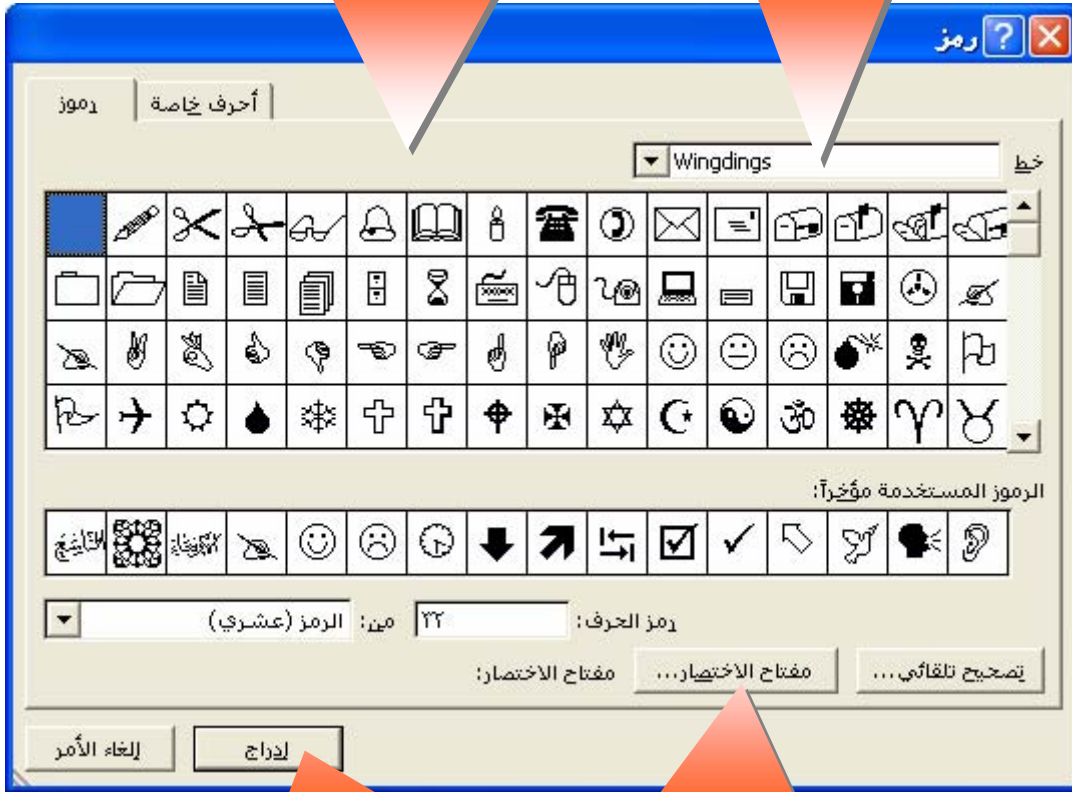 رمز
أحرف خاصة رموز
خط Wingdings
الرموز المستخدمة مؤخراً:
رمز الحرف: ٣٢ من: الرمز (عشري)
تصحيح تلقائي... مفتاح الاختصار... مفتاح الاختصار:
إدراج إلغاء الأمر